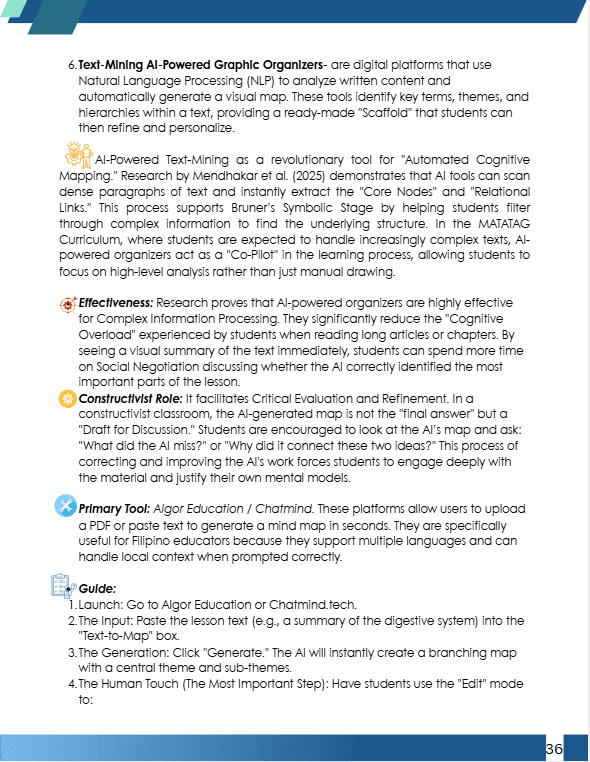 6.Text-Mining AI-Powered Graphic Organizers- are digital platforms that use
Natural Language Processing (NLP) to analyze written content and
automatically generate a visual map. These tools identify key terms, themes, and
hierarchies within a text, providing a ready-made "Scaffold" that students can
then refine and personalize.
AI-Powered Text-Mining as a revolutionary tool for "Automated Cognitive
Mapping." Research by Mendhakar et al. (2025) demonstrates that AI tools can scan
dense paragraphs of text and instantly extract the "Core Nodes" and "Relational
Links." This process supports Bruner's Symbolic Stage by helping students filter
through complex information to find the underlying structure. In the MATATAG
Curriculum, where students are expected to handle increasingly complex texts, AI-
powered organizers act as a "Co-Pilot" in the learning process, allowing students to
focus on high-level analysis rather than just manual drawing.
Effectiveness: Research proves that AI-powered organizers are highly effective
for Complex Information Processing. They significantly reduce the "Cognitive
Overload" experienced by students when reading long articles or chapters. By
seeing a visual summary of the text immediately, students can spend more time
on Social Negotiation discussing whether the AI correctly identified the most
important parts of the lesson.
Constructivist Role: It facilitates Critical Evaluation and Refinement. In a
constructivist classroom, the AI-generated map is not the "final answer" but a
"Draft for Discussion." Students are encouraged to look at the AI's map and ask:
"What did the AI miss?" or "Why did it connect these two ideas?" This process of
correcting and improving the AI's work forces students to engage deeply with
the material and justify their own mental models.
Primary Tool: Algor Education / Chatmind. These platforms allow users to upload
a PDF or paste text to generate a mind map in seconds. They are specifically
useful for Filipino educators because they support multiple languages and can
handle local context when prompted correctly.
Guide:
1.Launch: Go to Algor Education or Chatmind.tech.
2.The Input: Paste the lesson text (e.g., a summary of the digestive system) into the
"Text-to-Map" box.
3.The Generation: Click "Generate." The AI will instantly create a branching map
with a central theme and sub-themes.
4.The Human Touch (The Most Important Step): Have students use the "Edit" mode
to:
36